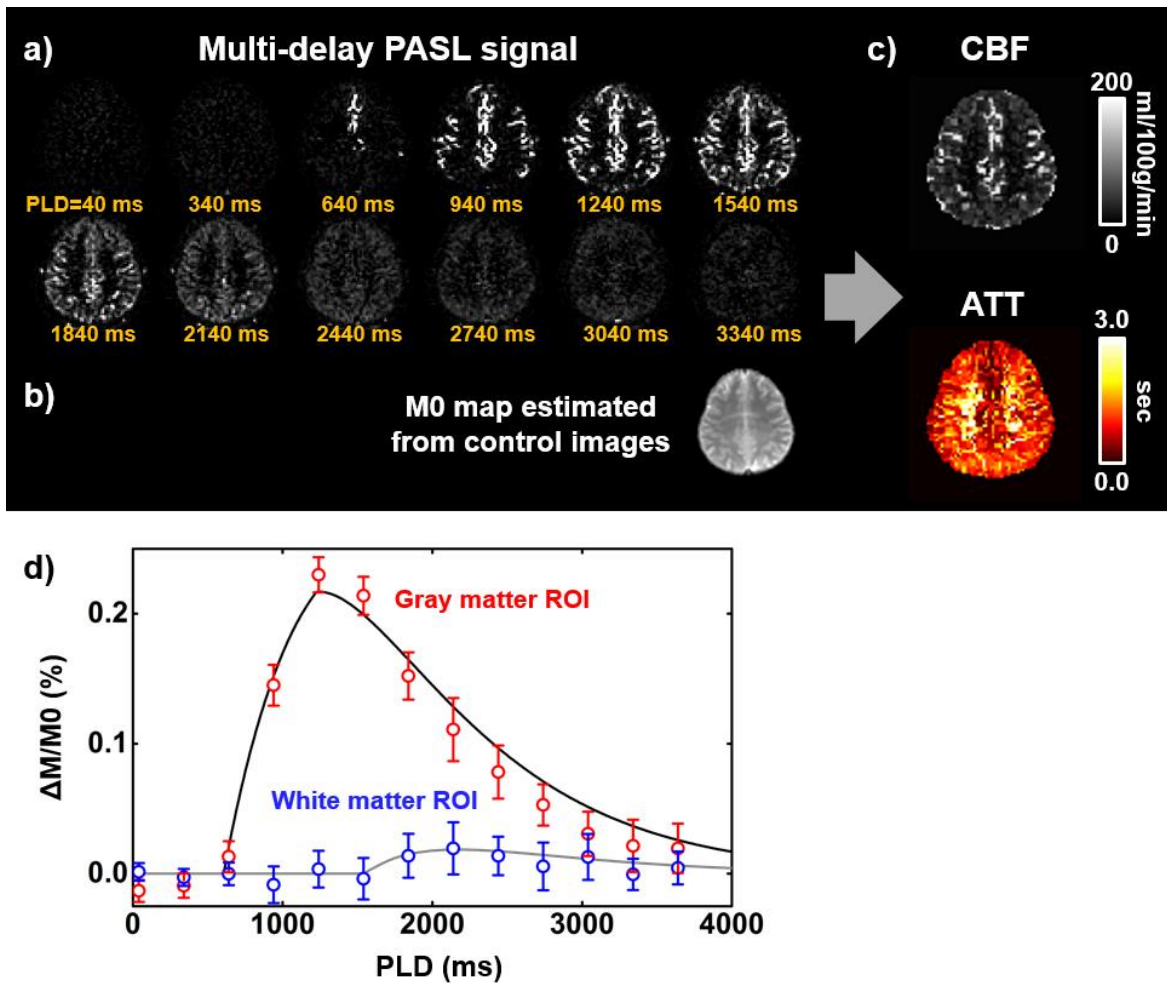 a)
Multi-delay PASL signal
PLD=40 ms 340 ms 640 ms 940 ms 1240 ms 1540 ms
1840 ms 2140 ms 2440 ms 2740 ms 3040 ms 3340 ms
b)
M0 map estimated
from control images
c)
CBF
200
0
ml/100g/min
ATT
3.0
0.0
sec
d)
Gray matter ROI
White matter ROI
ΔM/M0 (%)
0.2
0.1
0.0
0 1000 2000 3000 4000
PLD (ms)